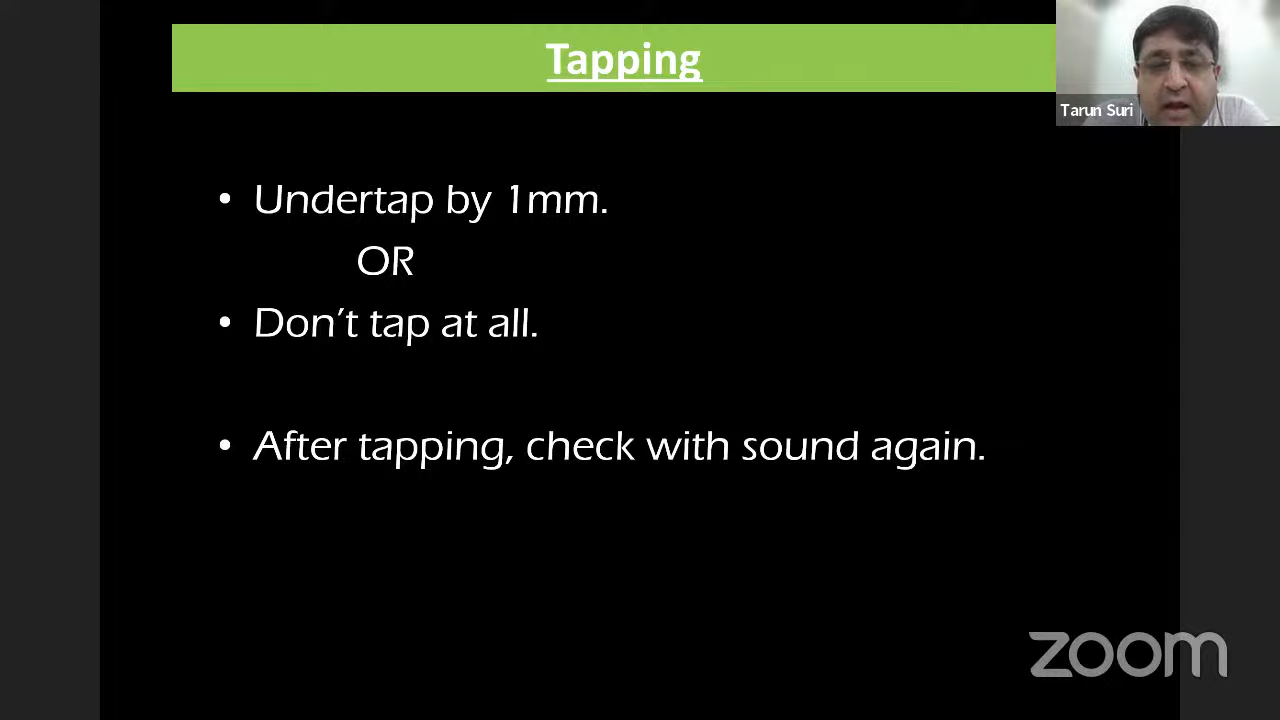 Tapping
Tarun Suri
• Undertap by 1mm.
OR
• Don’t tap at all.
• After tapping, check with sound again.
zoom